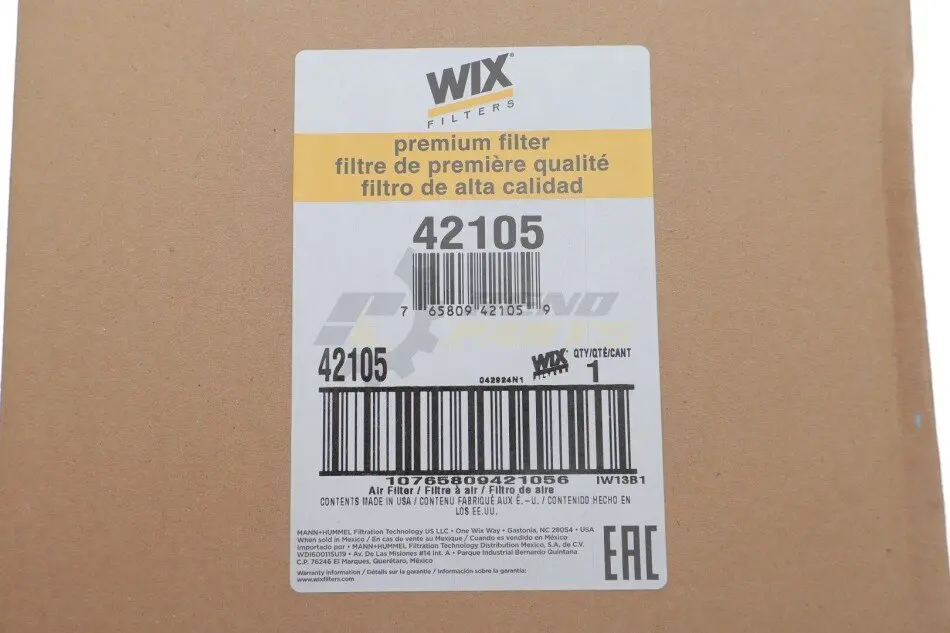 WIX®
FILTERS
premium filter
filtre de première qualité
filtro de alta calidad
42105
7 65809 42105 9
42105
042924N1
WIX®
FILTERS
QTY/QTÉ/CANT
1
10765809421056
IW13B1
Air Filter / Filtre à air / Filtro de aire
CONTENTS MADE IN USA / CONTENU FABRIQUÉ AUX É.-U. / CONTENIDO HECHO EN
LOS EE.UU.
MANN+HUMMEL Filtration Technology US LLC • One Wix Way • Gastonia, NC 28054 • USA
When sold in Mexico / En cas de vente au Mexique / Cuando es vendido en México
importado por • MANN+HUMMEL Filtration Technology Distribution Mexico, S.A. de C.V.
WDI600115U19 • Av. De Las Misiones #14 Int. A • Parque Industrial Bernardo Quintana
C.P. 76246 El Marques, Querétaro, México
Warranty information / Détails sur la garantie / Información sobre la garantía:
www.wixfilters.com
EAC